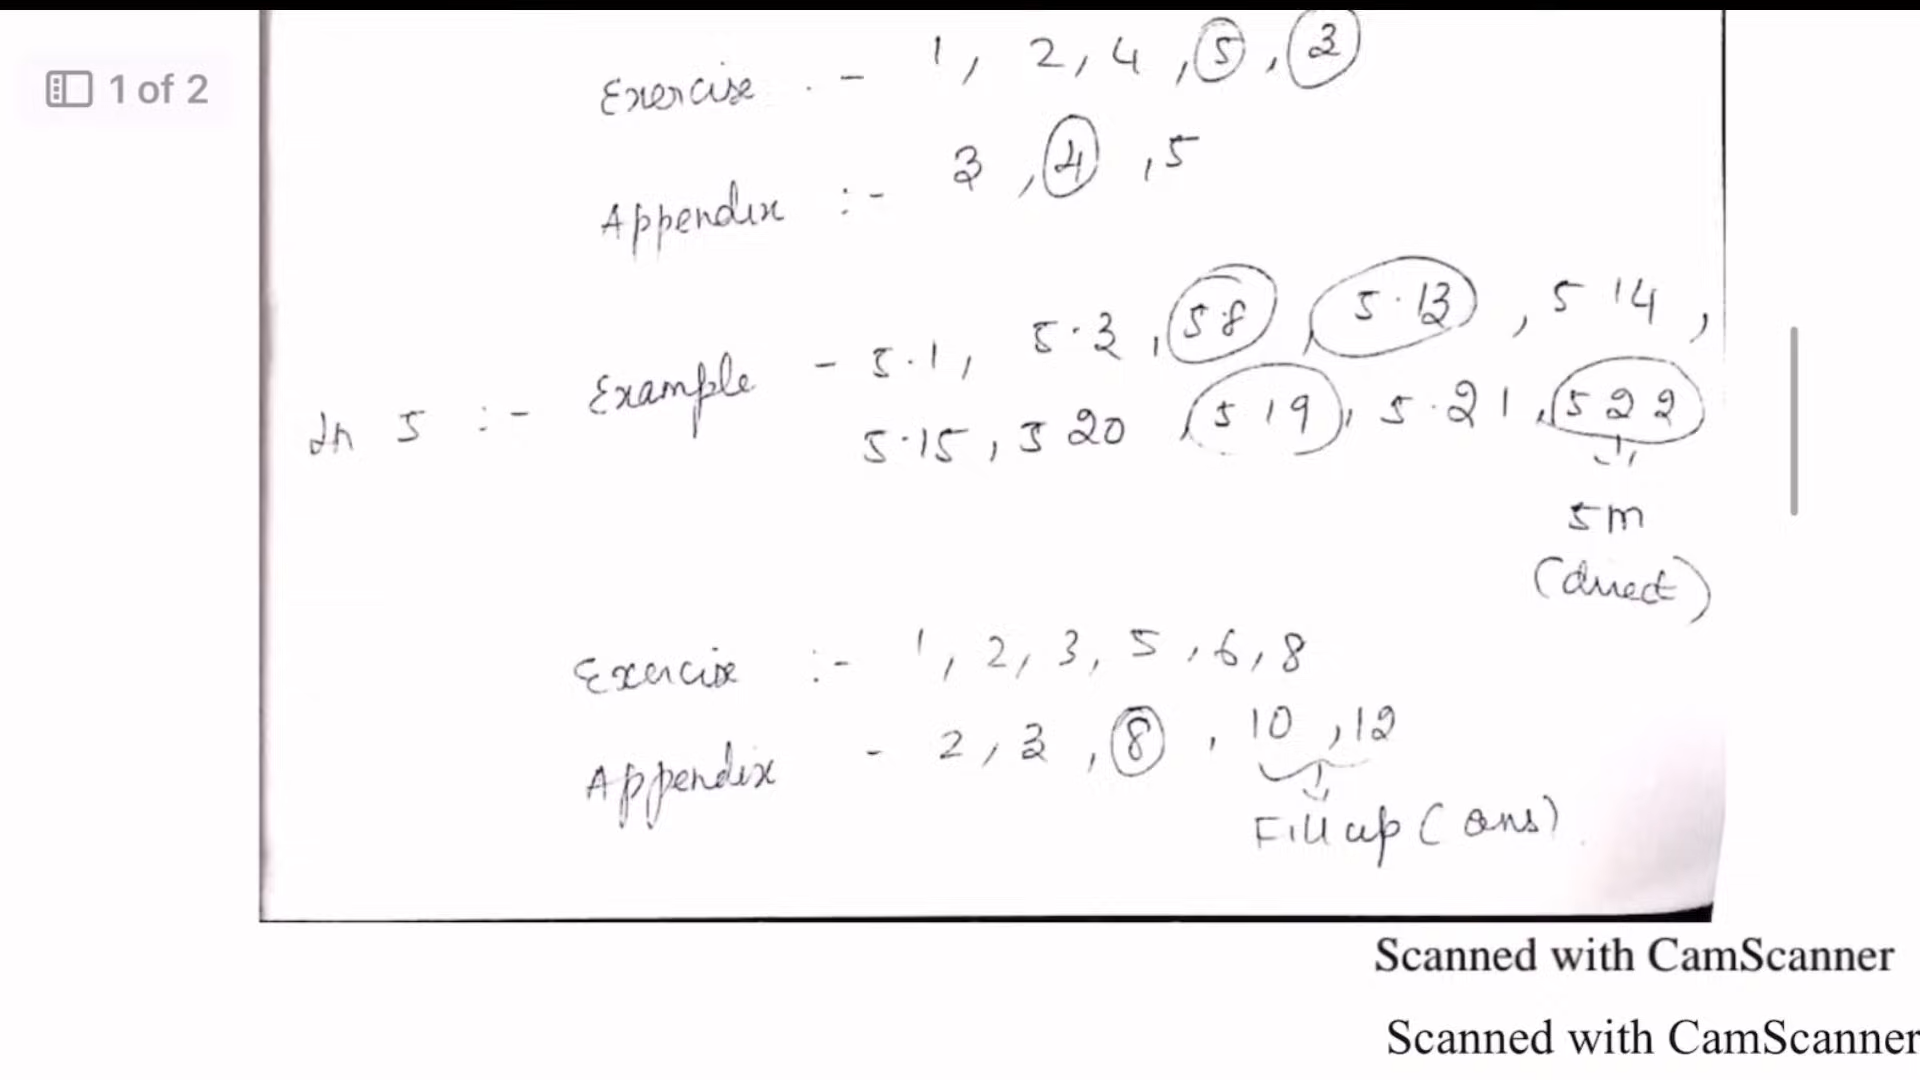 1 of 2
Exercise :- 1, 2, 4, 5, 3
Appendix :- 3, 4, 5
In 5 :- Example - 5.1, 5.3, 5.8, 5.13, 5.14,
5.15, 5.20, 5.19, 5.21, 5.22
5m
(direct)
Exercise :- 1, 2, 3, 5, 6, 8
Appendix - 2, 3, 8, 10, 12
Fill up (ans)
Scanned with CamScanner
Scanned with CamScanner